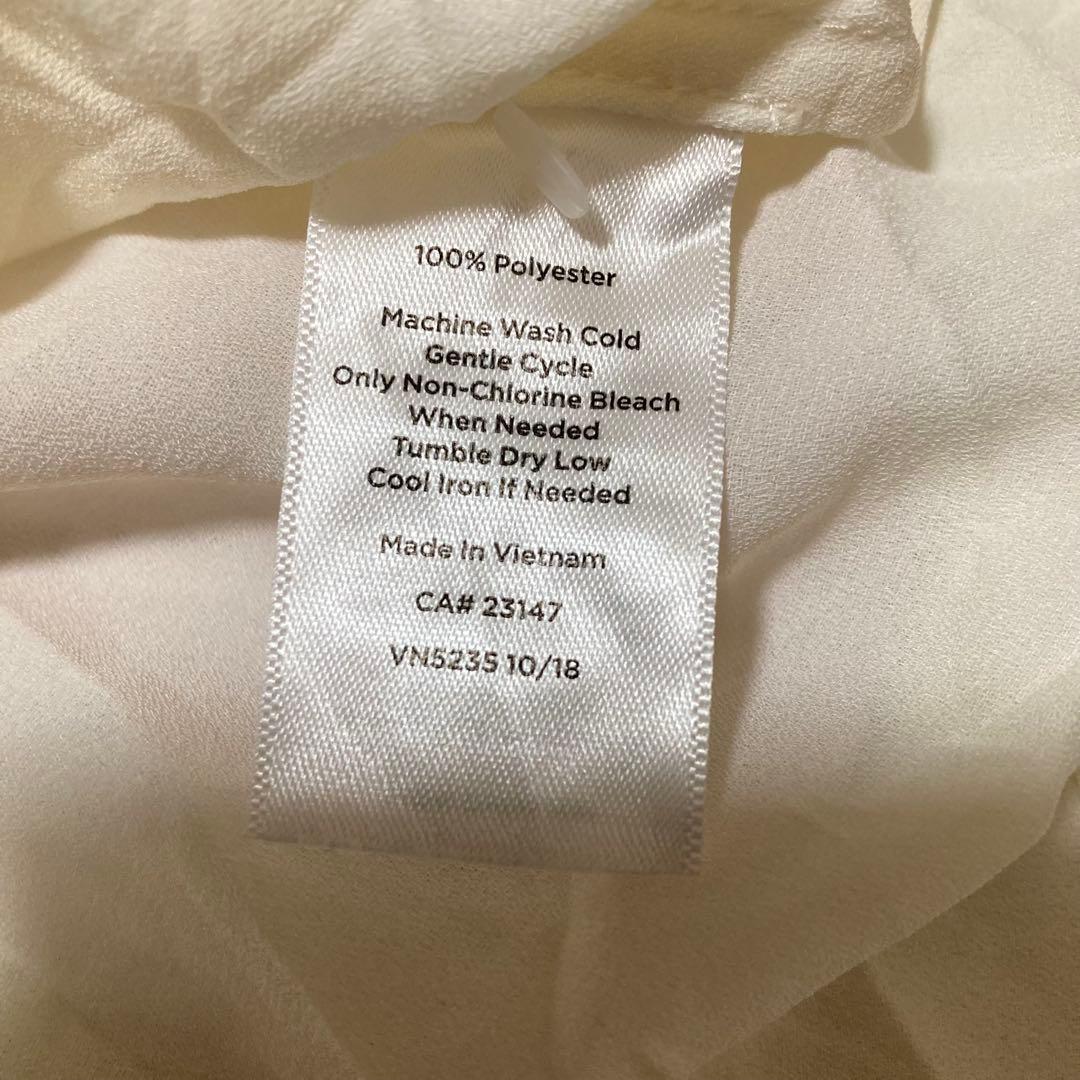 100% Polyester
Machine Wash Cold
Gentle Cycle
Only Non-Chlorine Bleach
When Needed
Tumble Dry Low
Cool Iron If Needed
Made In Vietnam
CA# 23147
VN5235 10/18